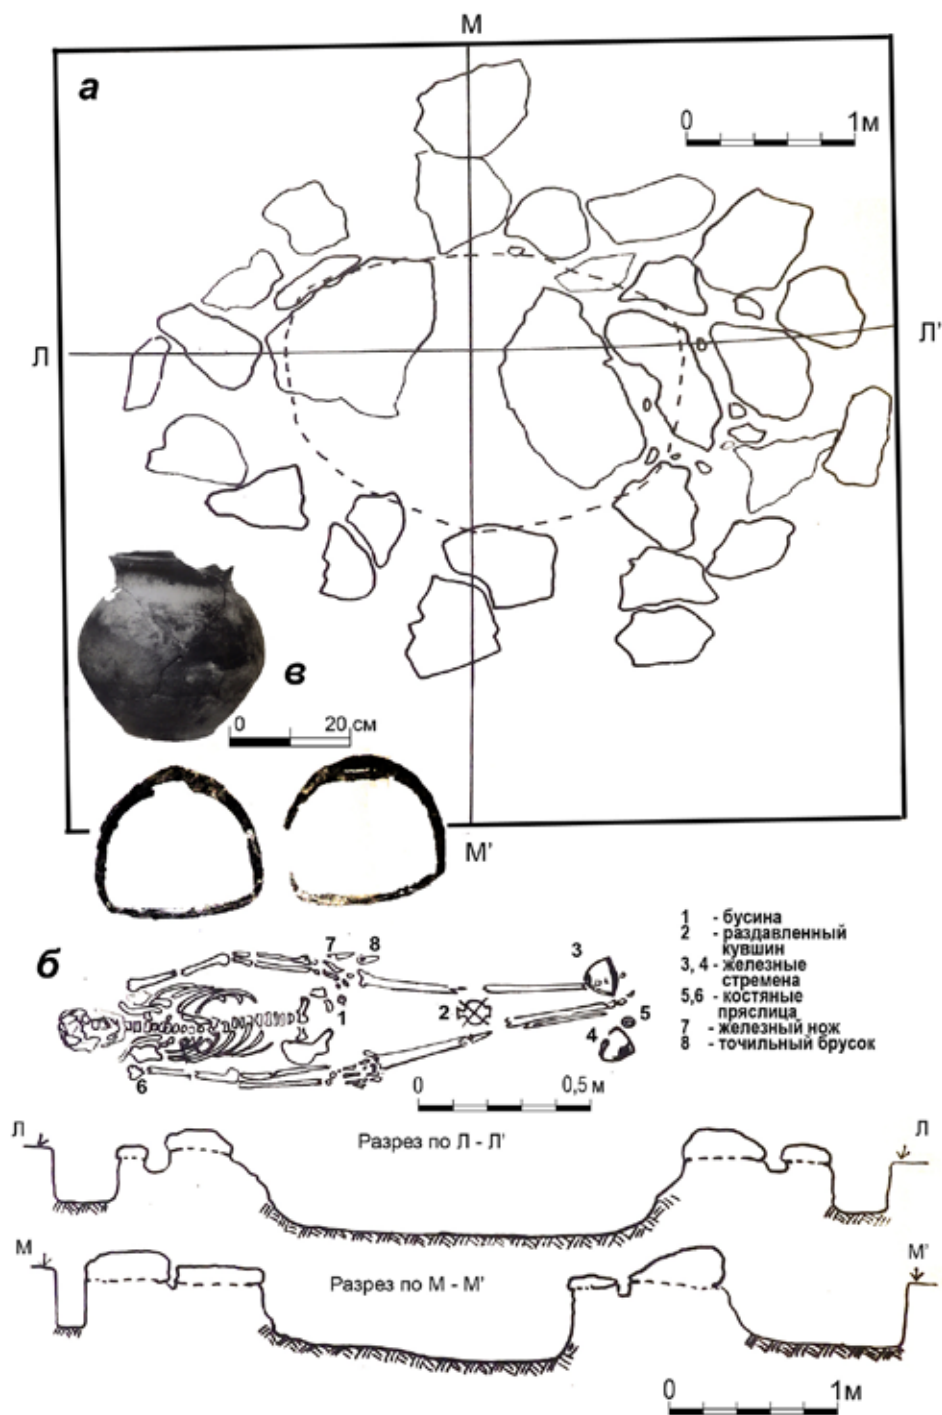 М
а
0 1м
Л Л'
в
0 20 см
М'
б
7 8 3
1 2 5
4
6
0 0,5 м
1 - бусина
2 - раздавленный
кувшин
3, 4 - железные
стремена
5,6 - костяные
пряслица
7 - железный нож
8 - точильный брусок
Л Разрез по Л - Л' Л
М Разрез по М - М' М'
0 1м